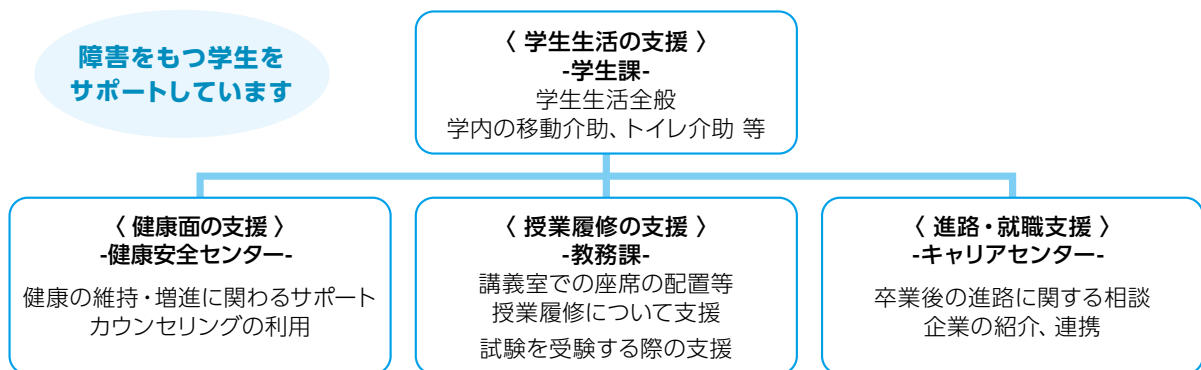 障害をもつ学生を
サポートしています
〈 学生生活の支援 〉
-学生課-
学生生活全般
学内の移動介助、トイレ介助 等
〈 健康面の支援 〉
-健康安全センター-
健康の維持・増進に関わるサポート
カウンセリングの利用
〈 授業履修の支援 〉
-教務課-
講義室での座席の配置等
授業履修について支援
試験を受験する際の支援
〈 進路・就職支援 〉
-キャリアセンター-
卒業後の進路に関する相談
企業の紹介、連携